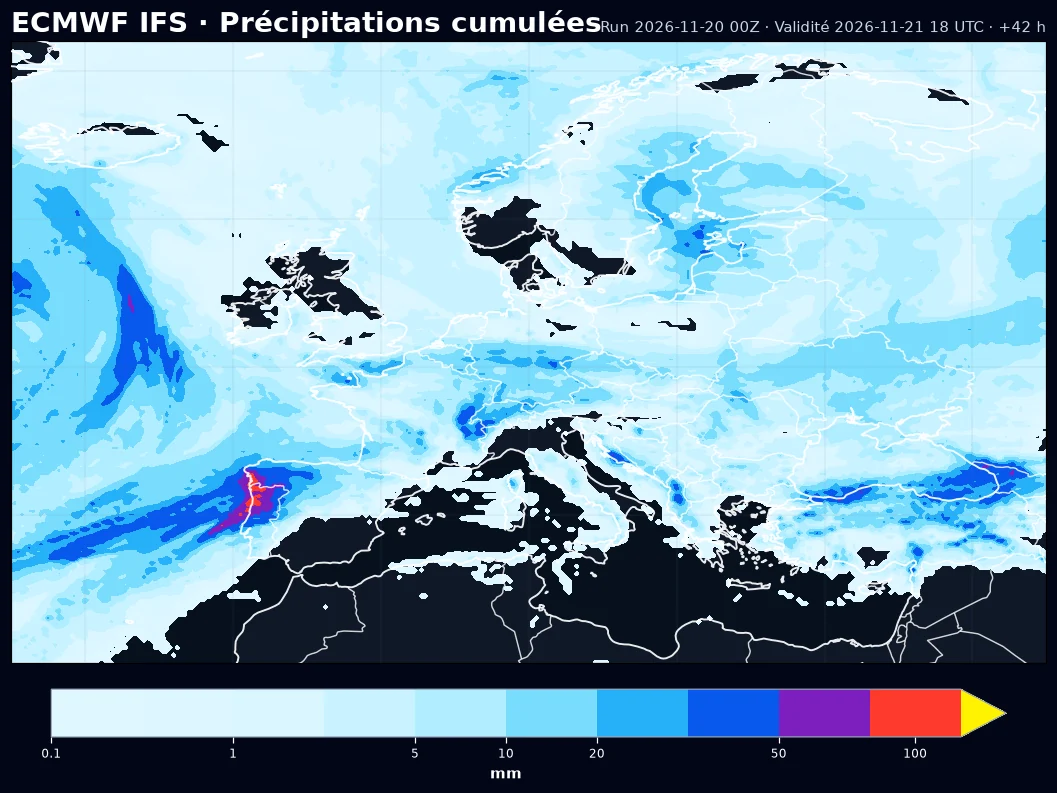 ECMWF IFS · Précipitations cumulées
Run 2026-11-20 00Z · Validité 2026-11-21 18 UTC · +42 h
0.1 1 5 10 20 50 100
mm